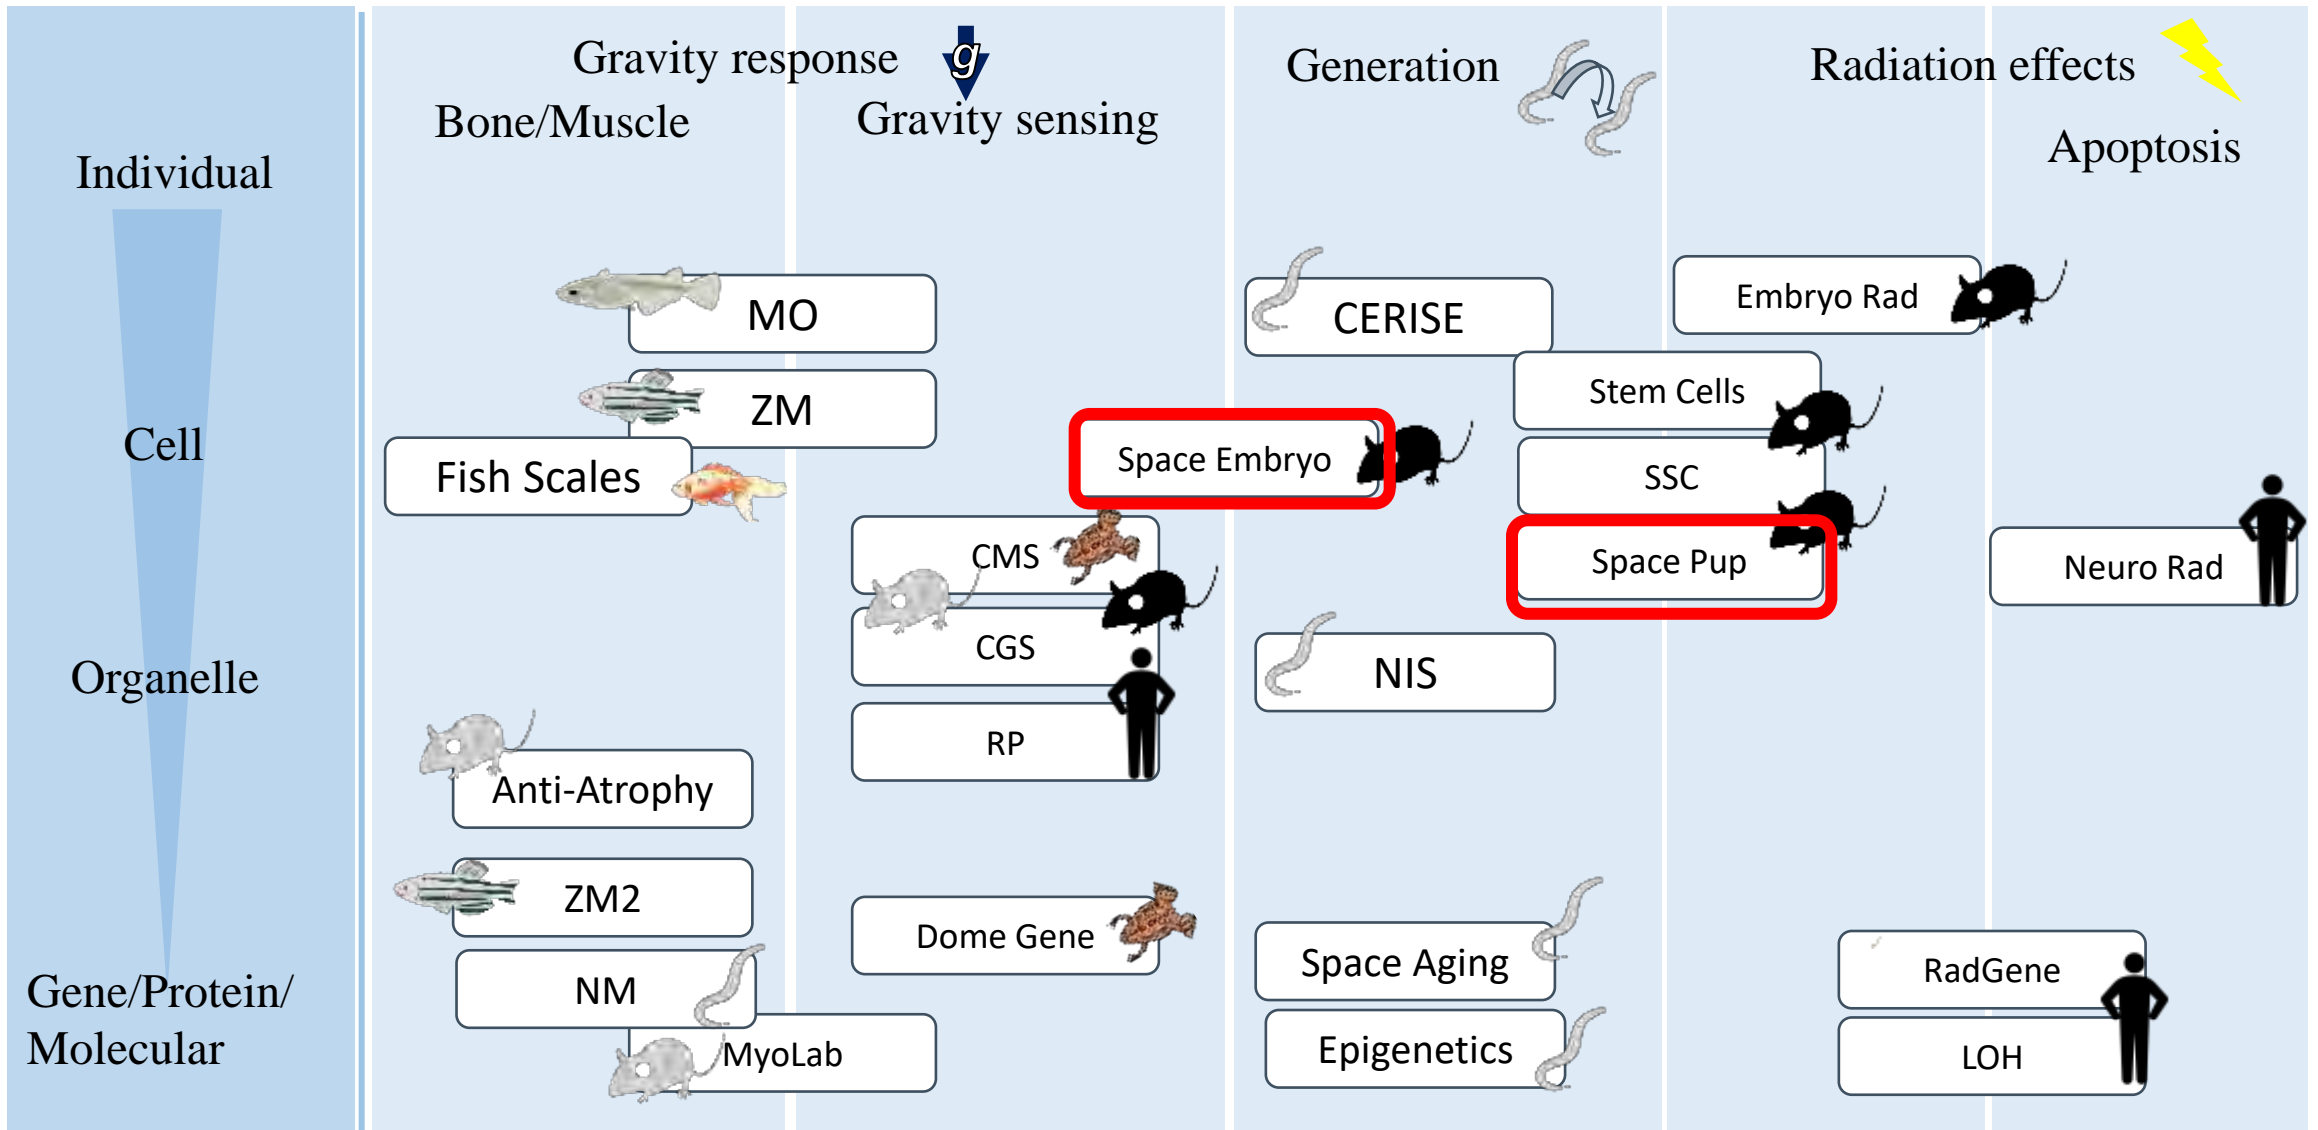 Gravity response
g
Generation
Radiation effects
Bone/Muscle
Gravity sensing
Apoptosis
Individual
Cell
Organelle
Gene/Protein/
Molecular
MO
ZM
Fish Scales
Anti-Atrophy
ZM2
NM
MyoLab
Space Embryo
CMS
CGS
RP
Dome Gene
CERISE
NIS
Space Aging
Epigenetics
Embryo Rad
Stem Cells
SSC
Space Pup
Neuro Rad
RadGene
LOH